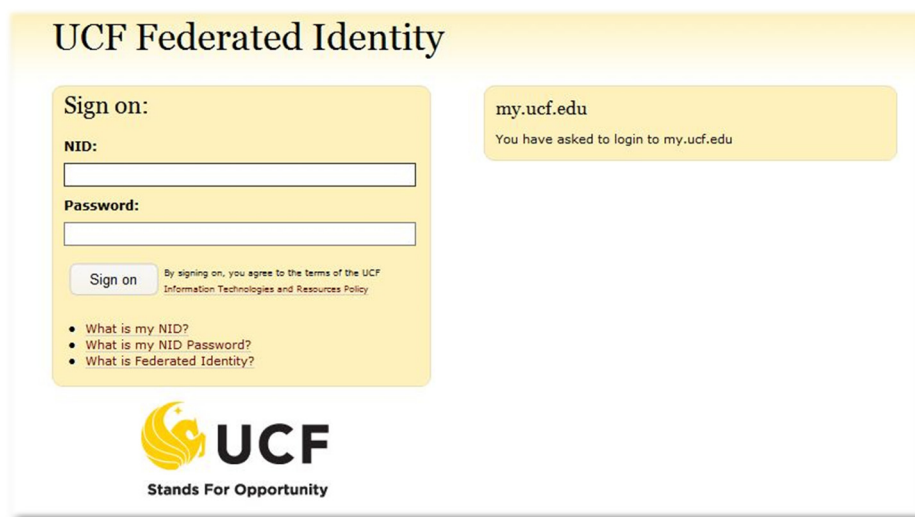 UCF Federated Identity
Sign on:
NID:
Password:
Sign on
By signing on, you agree to the terms of the UCF
Information Technologies and Resources Policy
What is my NID?
What is my NID Password?
What is Federated Identity?
my.ucf.edu
You have asked to login to my.ucf.edu
UCF
Stands For Opportunity